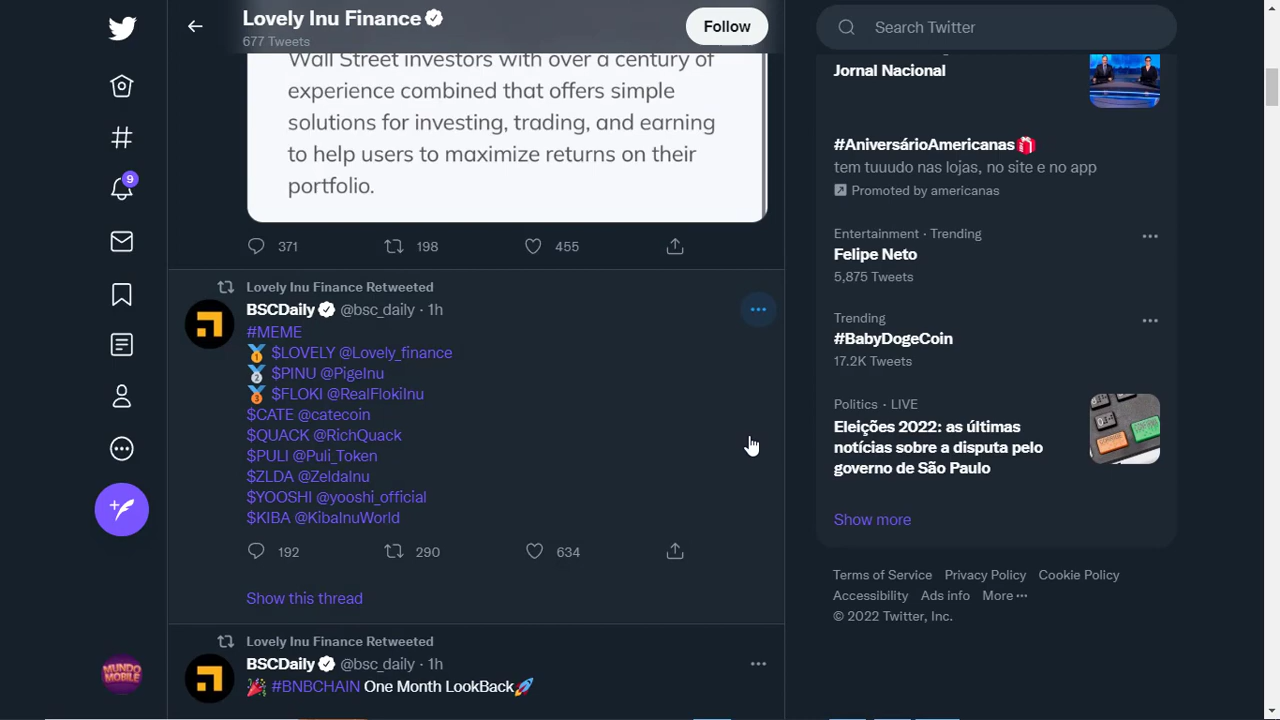 Lovely Inu Finance
677 Tweets
Follow
Search Twitter
Wall Street investors with over a century of
experience combined that offers simple
solutions for investing, trading, and earning
to help users to maximize returns on their
portfolio.
371 198 455
Lovely Inu Finance Retweeted
BSCDaily @bsc_daily · 1h
#MEME
🥇 $LOVELY @Lovely_finance
🥈 $PINU @PigeInu
🥉 $FLOKI @RealFlokiInu
$CATE @catecoin
$QUACK @RichQuack
$PULI @Puli_Token
$ZLDA @ZeldaInu
$YOOSHI @yooshi_official
$KIBA @KibaInuWorld
192 290 634
Show this thread
Lovely Inu Finance Retweeted
BSCDaily @bsc_daily · 1h
🎉 #BNBCHAIN One Month LookBack🚀
9
MUNDO
MOBILE
Jornal Nacional
#AniversárioAmericanas🎁
tem tuuudo nas lojas, no site e no app
Promoted by americanas
Entertainment · Trending
Felipe Neto
5,875 Tweets
Trending
#BabyDogeCoin
17.2K Tweets
Politics · LIVE
Eleições 2022: as últimas
notícias sobre a disputa pelo
governo de São Paulo
Show more
Terms of Service Privacy Policy Cookie Policy
Accessibility Ads info More ···
© 2022 Twitter, Inc.